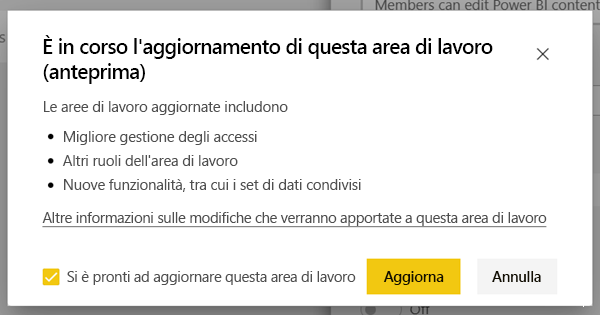 Members can edit Power BI content
È in corso l'aggiornamento di questa area di lavoro
(anteprima)
Le aree di lavoro aggiornate includono
Migliore gestione degli accessi
Altri ruoli dell'area di lavoro
Nuove funzionalità, tra cui i set di dati condivisi
Altre informazioni sulle modifiche che verranno apportate a questa area di lavoro
Si è pronti ad aggiornare questa area di lavoro
Aggiorna
Annulla
Off